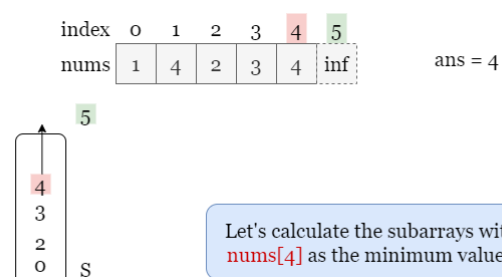 index 0 1 2 3 4 5
nums 1 4 2 3 4 inf
ans = 4
5
4
3
2
0
S
Let's calculate the subarrays wit
nums[4] as the minimum value